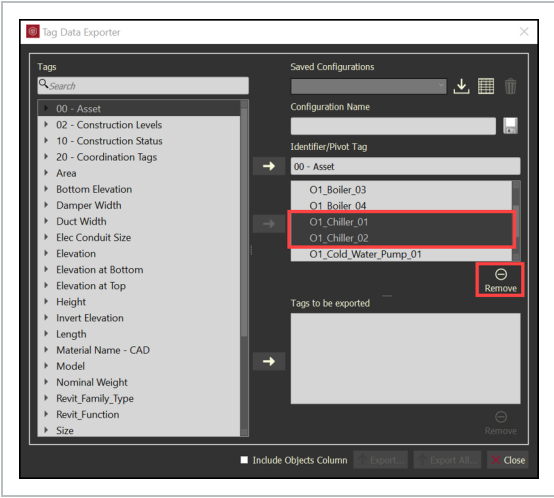 Tag Data Exporter
Tags
Search
00 - Asset
02 - Construction Levels
10 - Construction Status
20 - Coordination Tags
Area
Bottom Elevation
Damper Width
Duct Width
Elec Conduit Size
Elevation
Elevation at Bottom
Elevation at Top
Height
Invert Elevation
Length
Material Name - CAD
Model
Nominal Weight
Revit_Family_Type
Revit_Function
Size
Saved Configurations
Configuration Name
Identifier/Pivot Tag
00 - Asset
O1_Boiler_03
O1_Boiler_04
O1_Chiller_01
O1_Chiller_02
O1_Cold_Water_Pump_01
Remove
Tags to be exported
Remove
Include Objects Column
Export...
Export All...
Close